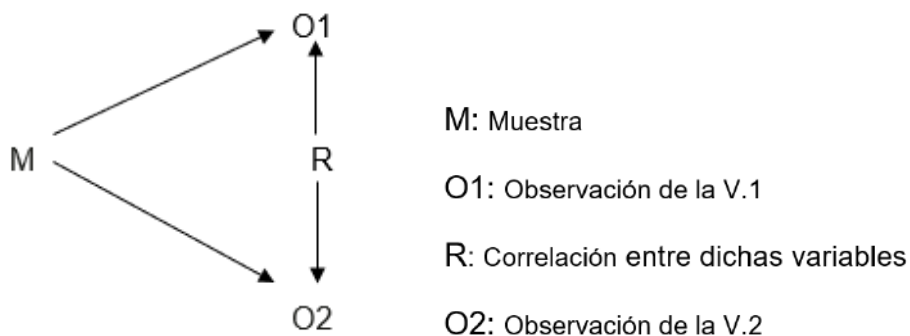 O1
M
R
O2
M: Muestra
O1: Observación de la V.1
R: Correlación entre dichas variables
O2: Observación de la V.2